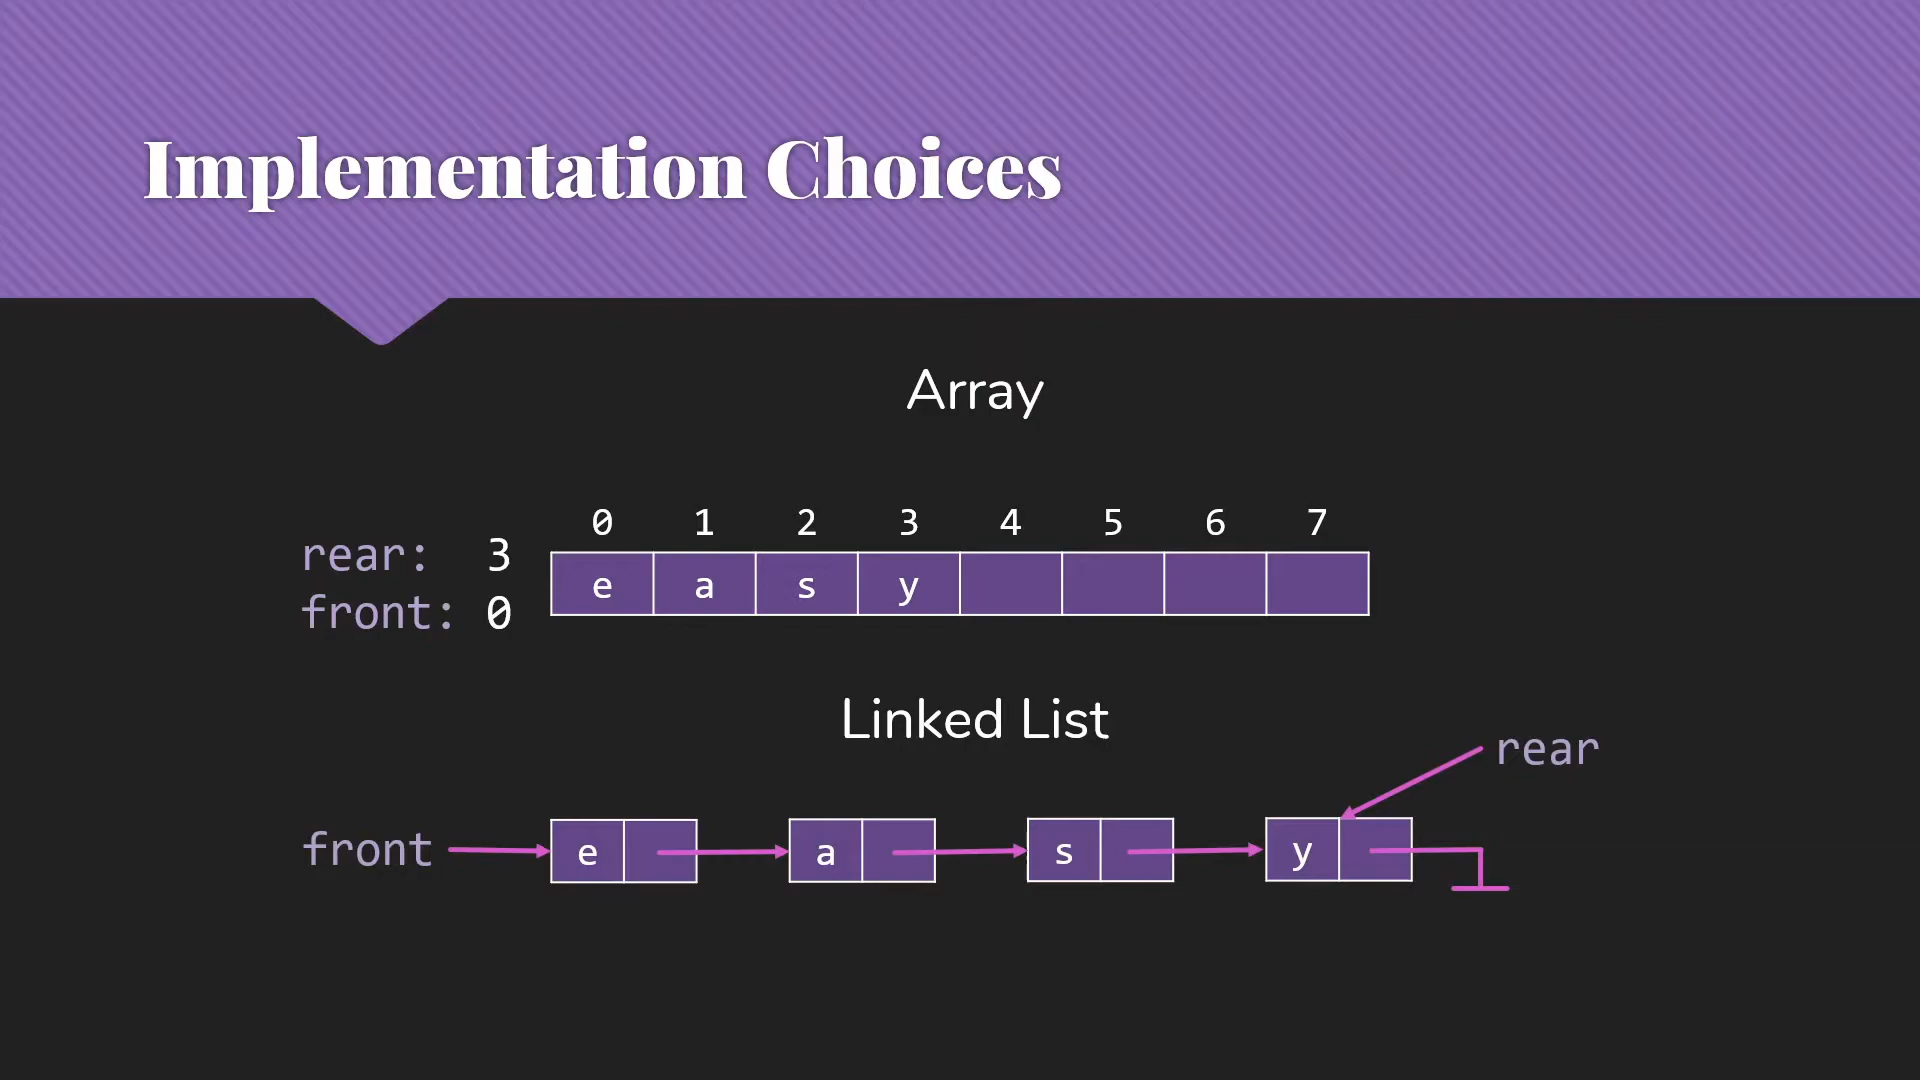 Implementation Choices
Array
0 1 2 3 4 5 6 7
rear: 3
e a s y
front: 0
Linked List
rear
front e a s y